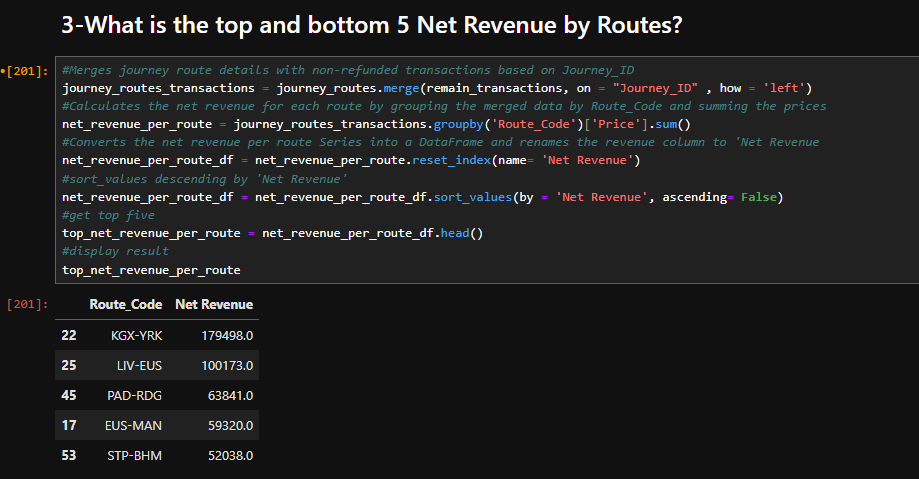 3-What is the top and bottom 5 Net Revenue by Routes?
•[201]:
#Merges journey route details with non-refunded transactions based on Journey_ID
journey_routes_transactions = journey_routes.merge(remain_transactions, on = "Journey_ID" , how = 'left')
#Calculates the net revenue for each route by grouping the merged data by Route_Code and summing the prices
net_revenue_per_route = journey_routes_transactions.groupby('Route_Code')['Price'].sum()
#Converts the net revenue per route Series into a DataFrame and renames the revenue column to 'Net Revenue
net_revenue_per_route_df = net_revenue_per_route.reset_index(name= 'Net Revenue')
#sort_values descending by 'Net Revenue'
net_revenue_per_route_df = net_revenue_per_route_df.sort_values(by = 'Net Revenue', ascending= False)
#get top five
top_net_revenue_per_route = net_revenue_per_route_df.head()
#display result
top_net_revenue_per_route
[201]:
Route_Code Net Revenue
22 KGX-YRK 179498.0
25 LIV-EUS 100173.0
45 PAD-RDG 63841.0
17 EUS-MAN 59320.0
53 STP-BHM 52038.0